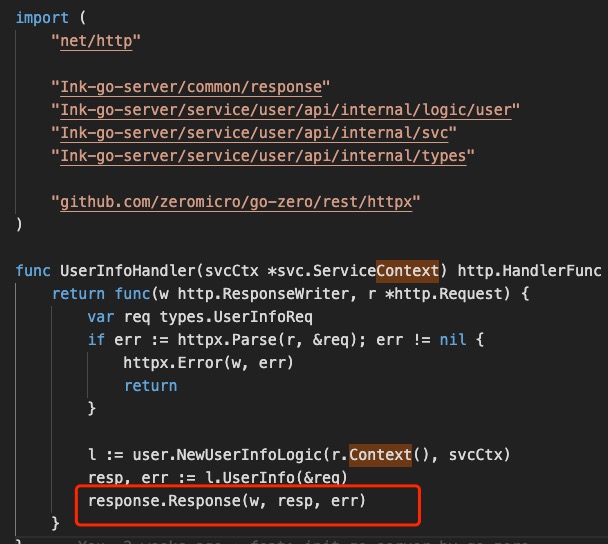 import (
"net/http"
"Ink-go-server/common/response"
"Ink-go-server/service/user/api/internal/logic/user"
"Ink-go-server/service/user/api/internal/svc"
"Ink-go-server/service/user/api/internal/types"
"github.com/zeromicro/go-zero/rest/httpx"
)
func UserInfoHandler(svcCtx *svc.ServiceContext) http.HandlerFunc
return func(w http.ResponseWriter, r *http.Request) {
var req types.UserInfoReq
if err := httpx.Parse(r, &req); err != nil {
httpx.Error(w, err)
return
}
l := user.NewUserInfoLogic(r.Context(), svcCtx)
resp, err := l.UserInfo(&req)
response.Response(w, resp, err)
}